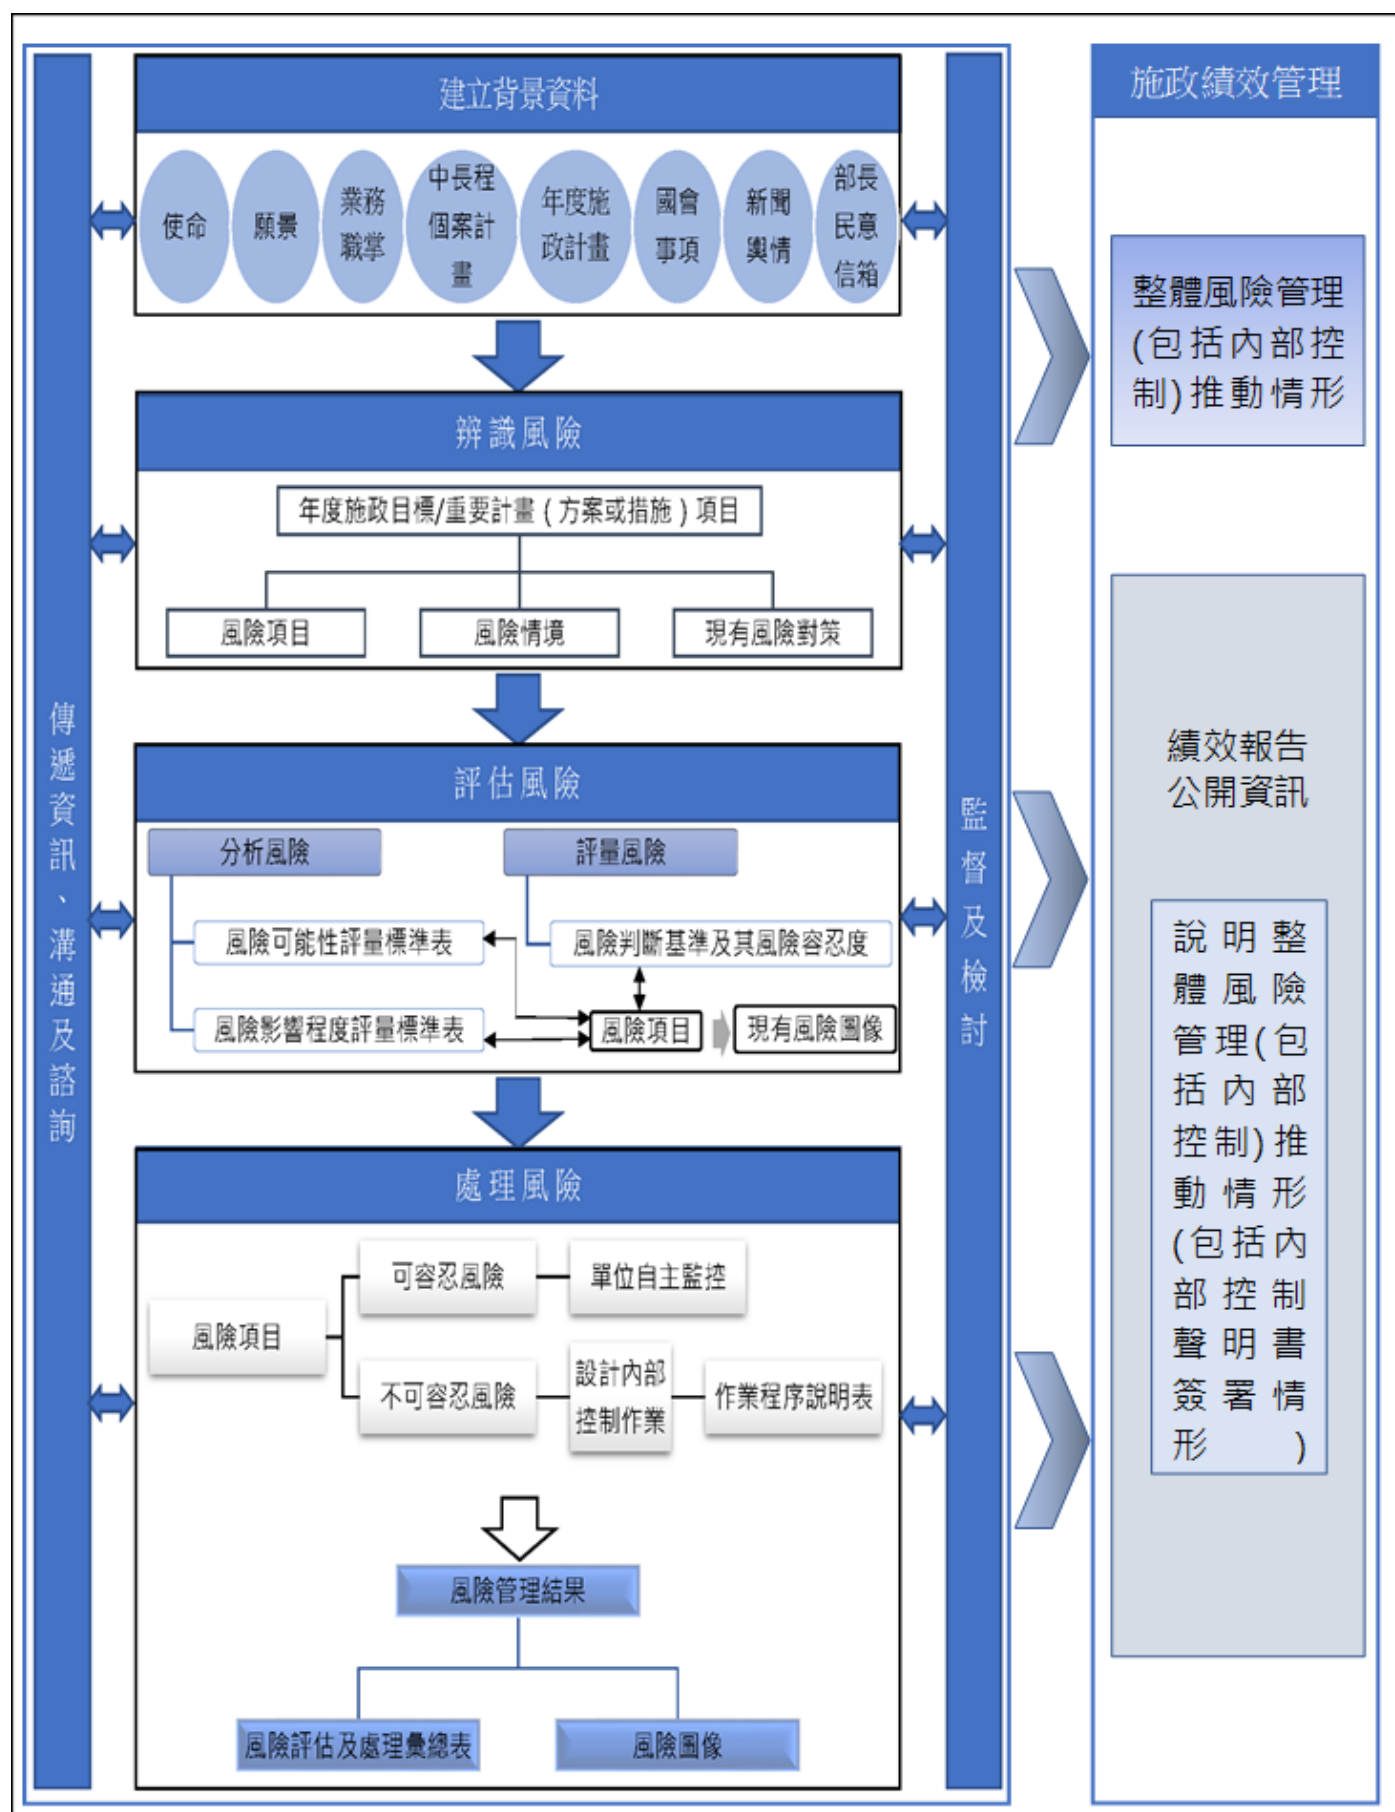 傳遞資訊、溝通及諮詢
建立背景資料
使命
願景
業務
職掌
中長程
個案計
畫
年度施
政計畫
國會
事項
新聞
輿情
部長
民意
信箱
辨識風險
年度施政目標/重要計畫(方案或措施)項目
風險項目
風險情境
現有風險對策
評估風險
分析風險
評量風險
風險可能性評量標準表
風險判斷基準及其風險容忍度
風險影響程度評量標準表
風險項目
現有風險圖像
處理風險
風險項目
可容忍風險
單位自主監控
不可容忍風險
設計內部
控制作業
作業程序說明表
風險管理結果
風險評估及處理彙總表
風險圖像
監督及檢討
施政績效管理
整體風險管理
(包括內部控
制)推動情形
績效報告
公開資訊
說明整
體風險
管理(包
括內部
控制)推
動情形
(包括內
部控制
聲明書
簽署情
形)